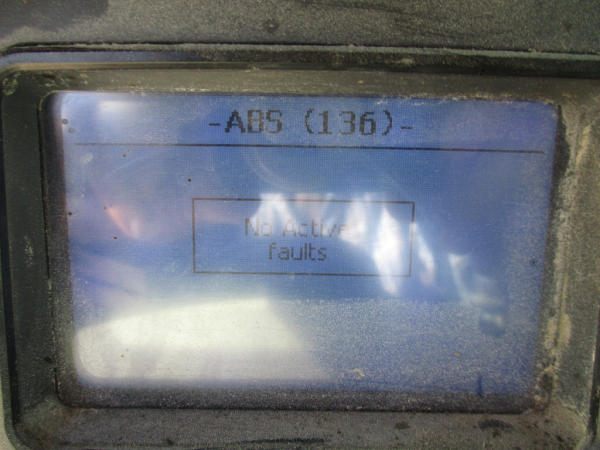 -ABS (136)-
No Active
faults